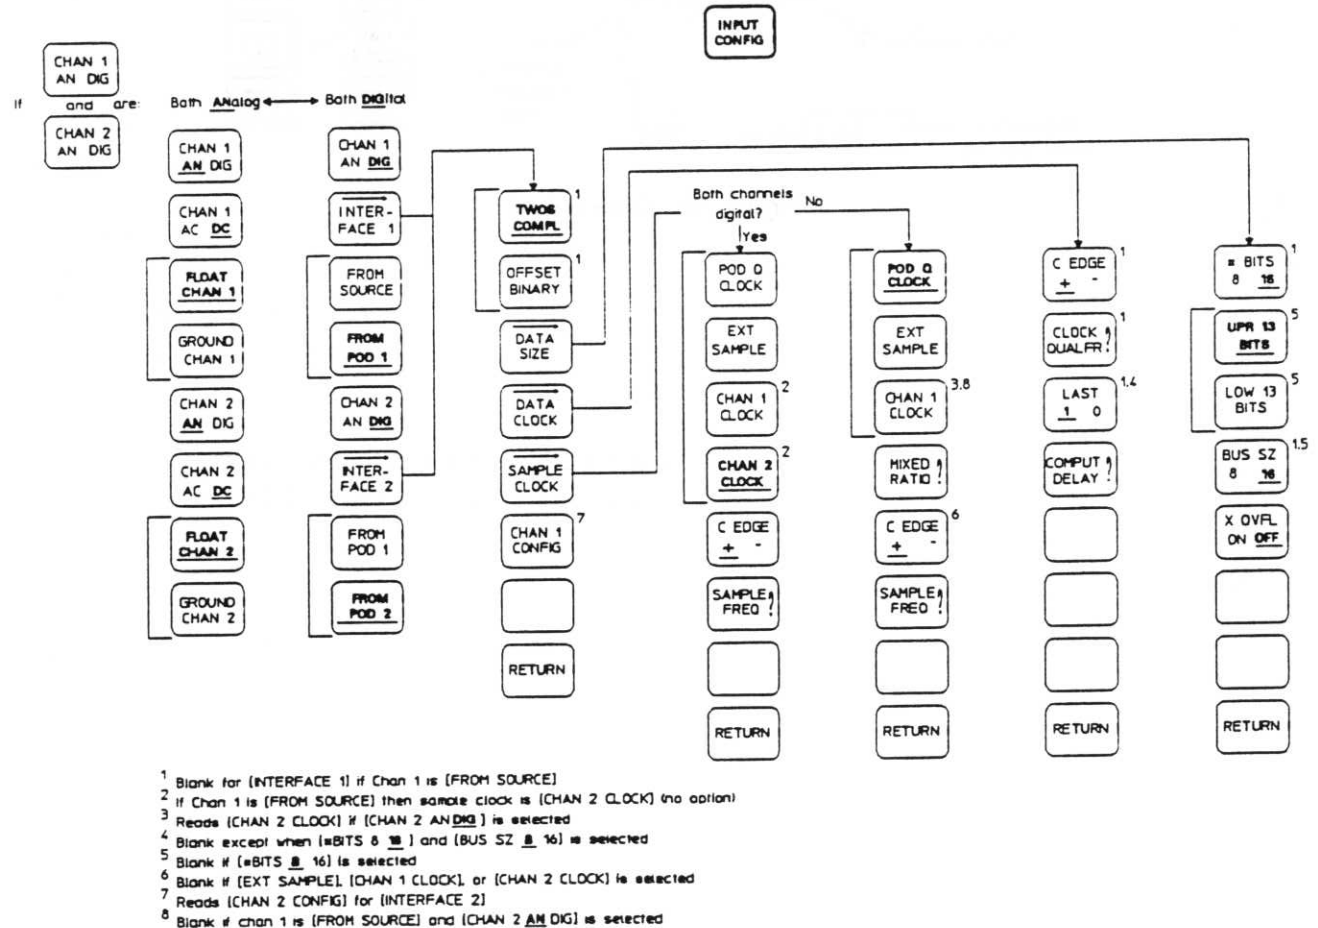 INPUT
CONFIG
CHAN 1
AN DIG
If and are:
CHAN 2
AN DIG
Both ANalog
Both DIGital
CHAN 1
AN DIG
CHAN 1
AC DC
FLOAT
CHAN 1
GROUND
CHAN 1
CHAN 2
AN DIG
CHAN 2
AC DC
FLOAT
CHAN 2
GROUND
CHAN 2
CHAN 1
AN DIG
INTER-
FACE 1
FROM
SOURCE
FROM
POD 1
CHAN 2
AN DIG
INTER-
FACE 2
FROM
POD 1
FROM
POD 2
TWOS
COMPL
1
OFFSET
BINARY
1
DATA
SIZE
DATA
CLOCK
SAMPLE
CLOCK
CHAN 1
CONFIG
7
RETURN
Both channels
digital?
No
Yes
POD Q
CLOCK
EXT
SAMPLE
CHAN 1
CLOCK
2
CHAN 2
CLOCK
2
C EDGE
+ -
SAMPLE
FREQ ?
RETURN
POD Q
CLOCK
EXT
SAMPLE
CHAN 1
CLOCK
3,8
MIXED
RATIO ?
C EDGE
+ -
6
SAMPLE
FREQ ?
RETURN
C EDGE
+ -
1
CLOCK
QUALFR ?
1
LAST
1 0
1,4
COMPUT
DELAY ?
RETURN
# BITS
8 16
1
UPR 13
BITS
5
LOW 13
BITS
5
BUS SZ
8 16
1,5
X OVFL
ON OFF
RETURN
1 Blank for [INTERFACE 1] if Chan 1 is [FROM SOURCE]
2 If Chan 1 is [FROM SOURCE] then sample clock is [CHAN 2 CLOCK] (no option)
3 Reads [CHAN 2 CLOCK] if [CHAN 2 AN DIG ] is selected
4 Blank except when [#BITS 8 16 ] and [BUS SZ 8 16] is selected
5 Blank if [#BITS 8 16] is selected
6 Blank if [EXT SAMPLE], [CHAN 1 CLOCK], or [CHAN 2 CLOCK] is selected
7 Reads [CHAN 2 CONFIG] for [INTERFACE 2]
8 Blank if chan 1 is [FROM SOURCE] and [CHAN 2 AN DIG] is selected